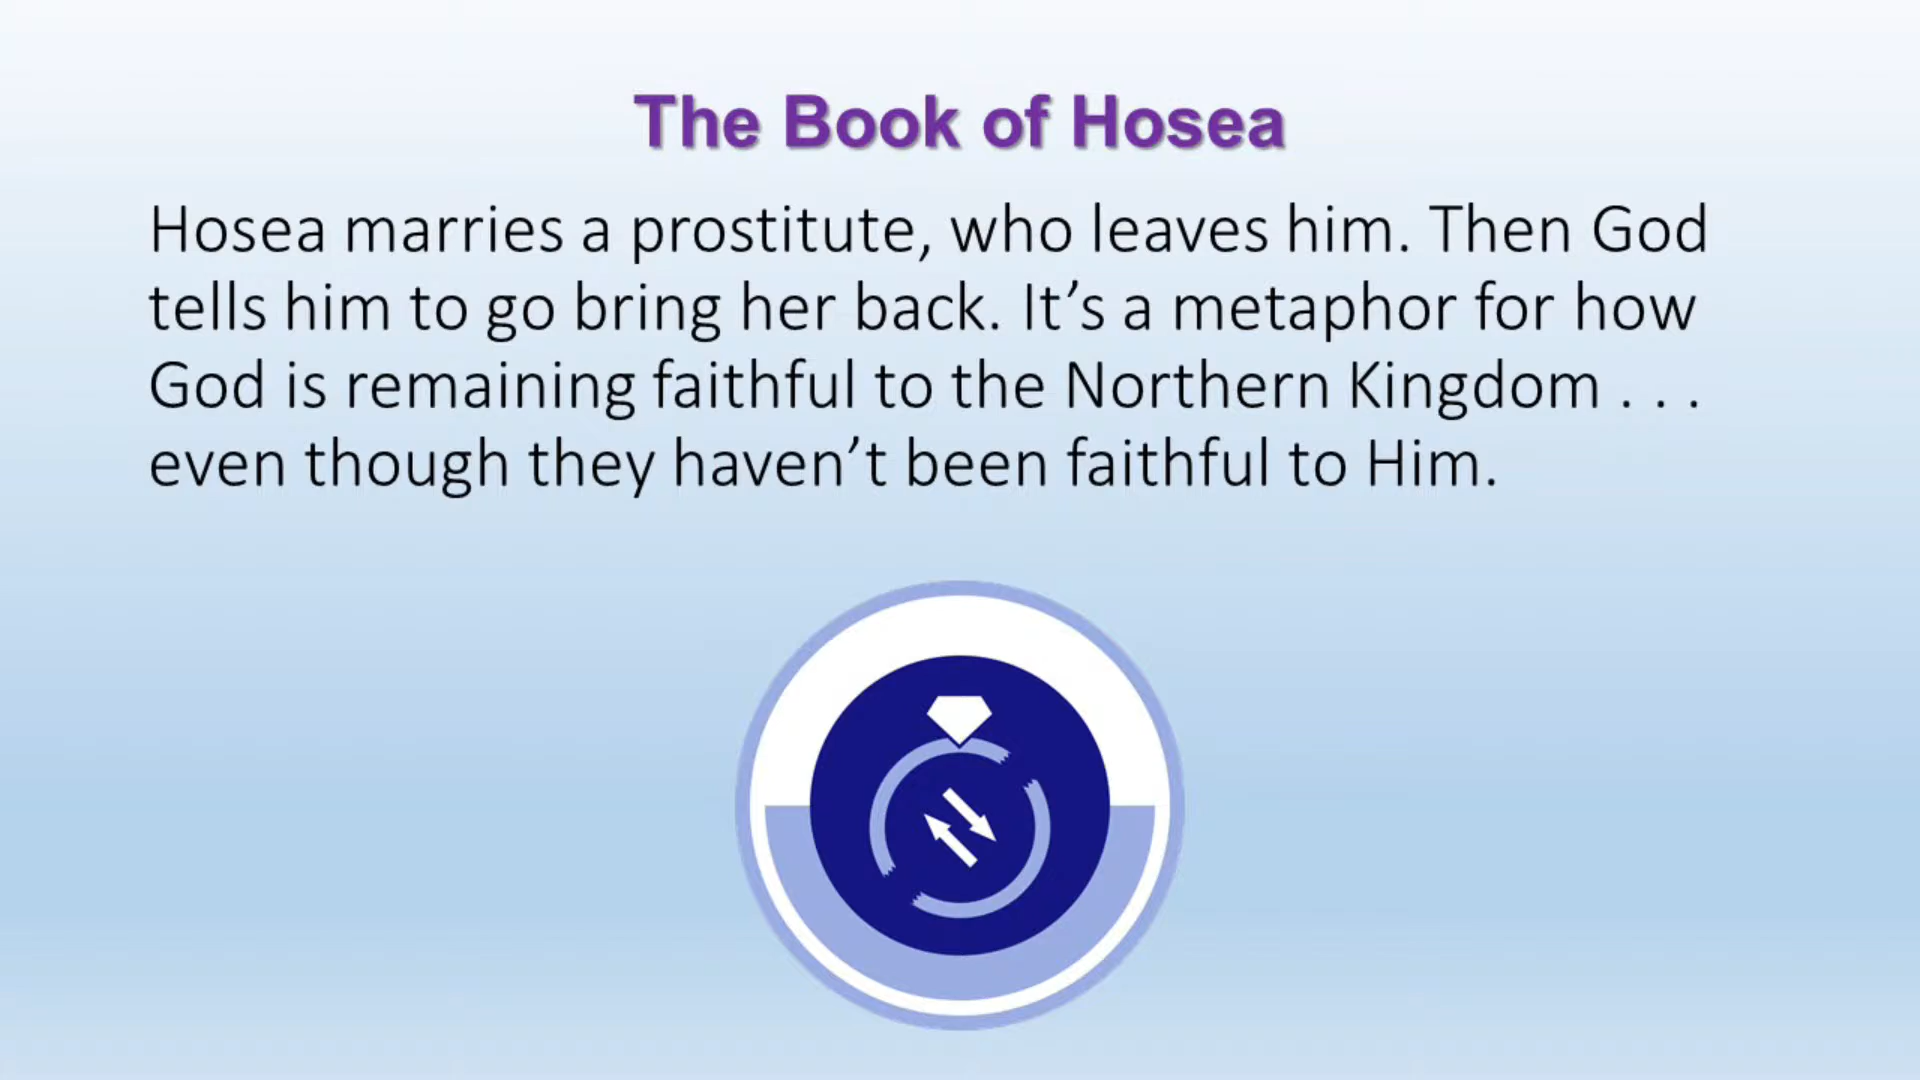 The Book of Hosea
Hosea marries a prostitute, who leaves him. Then God
tells him to go bring her back. It’s a metaphor for how
God is remaining faithful to the Northern Kingdom . . .
even though they haven’t been faithful to Him.